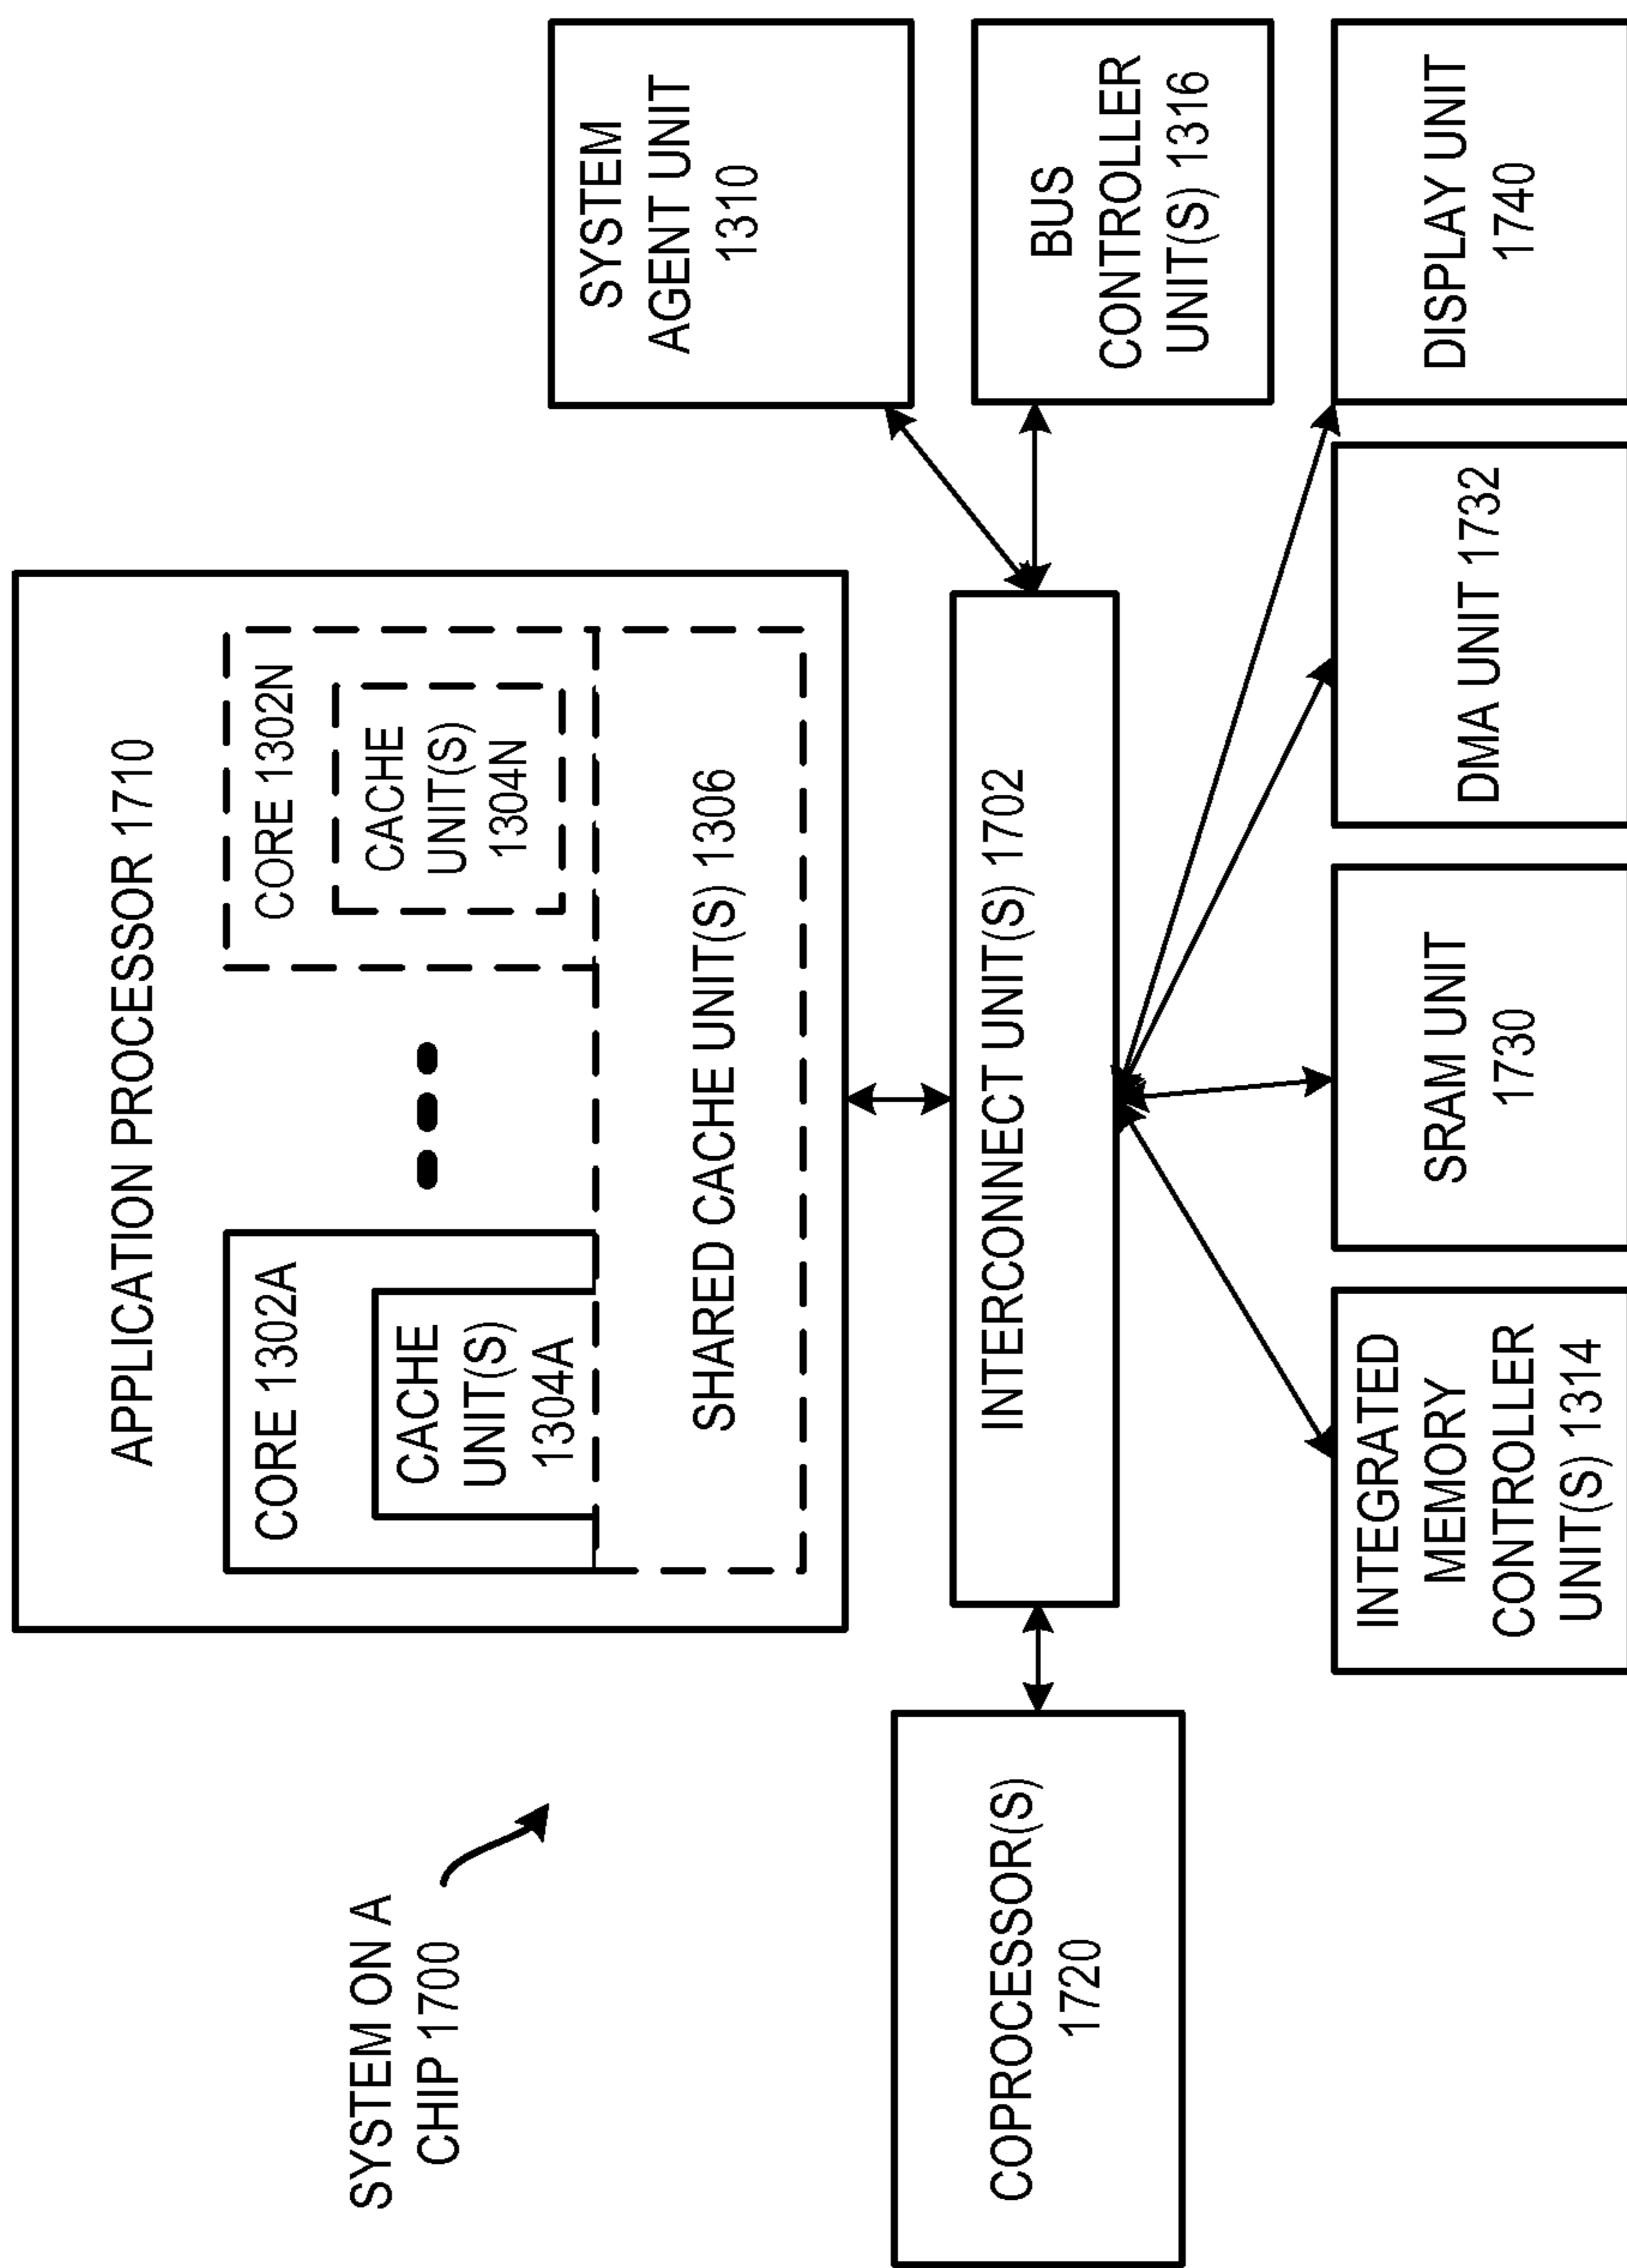 SYSTEM ON A
CHIP 1700
APPLICATION PROCESSOR 1710
CORE 1302A
CACHE
UNIT(S)
1304A
CORE 1302N
CACHE
UNIT(S)
1304N
SHARED CACHE UNIT(S) 1306
SYSTEM
AGENT UNIT
1310
COPROCESSOR(S)
1720
INTERCONNECT UNIT(S) 1702
BUS
CONTROLLER
UNIT(S) 1316
INTEGRATED
MEMORY
CONTROLLER
UNIT(S) 1314
SRAM UNIT
1730
DMA UNIT 1732
DISPLAY UNIT
1740